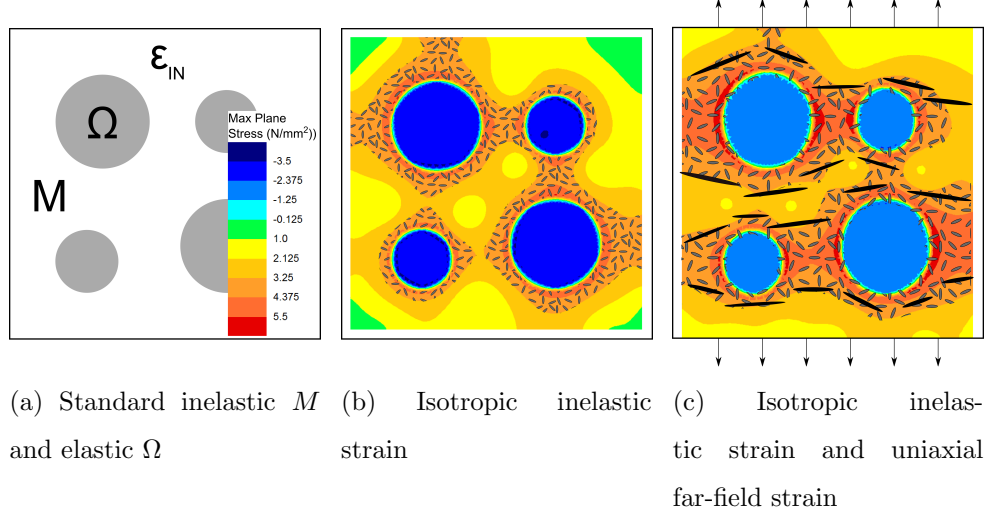 ε_IN
Ω
M
Max Plane
Stress (N/mm²))
-3.5
-2.375
-1.25
-0.125
1.0
2.125
3.25
4.375
5.5
(a) Standard inelastic M
and elastic Ω
(b) Isotropic inelastic
strain
(c) Isotropic inelas-
tic strain and uniaxial
far-field strain